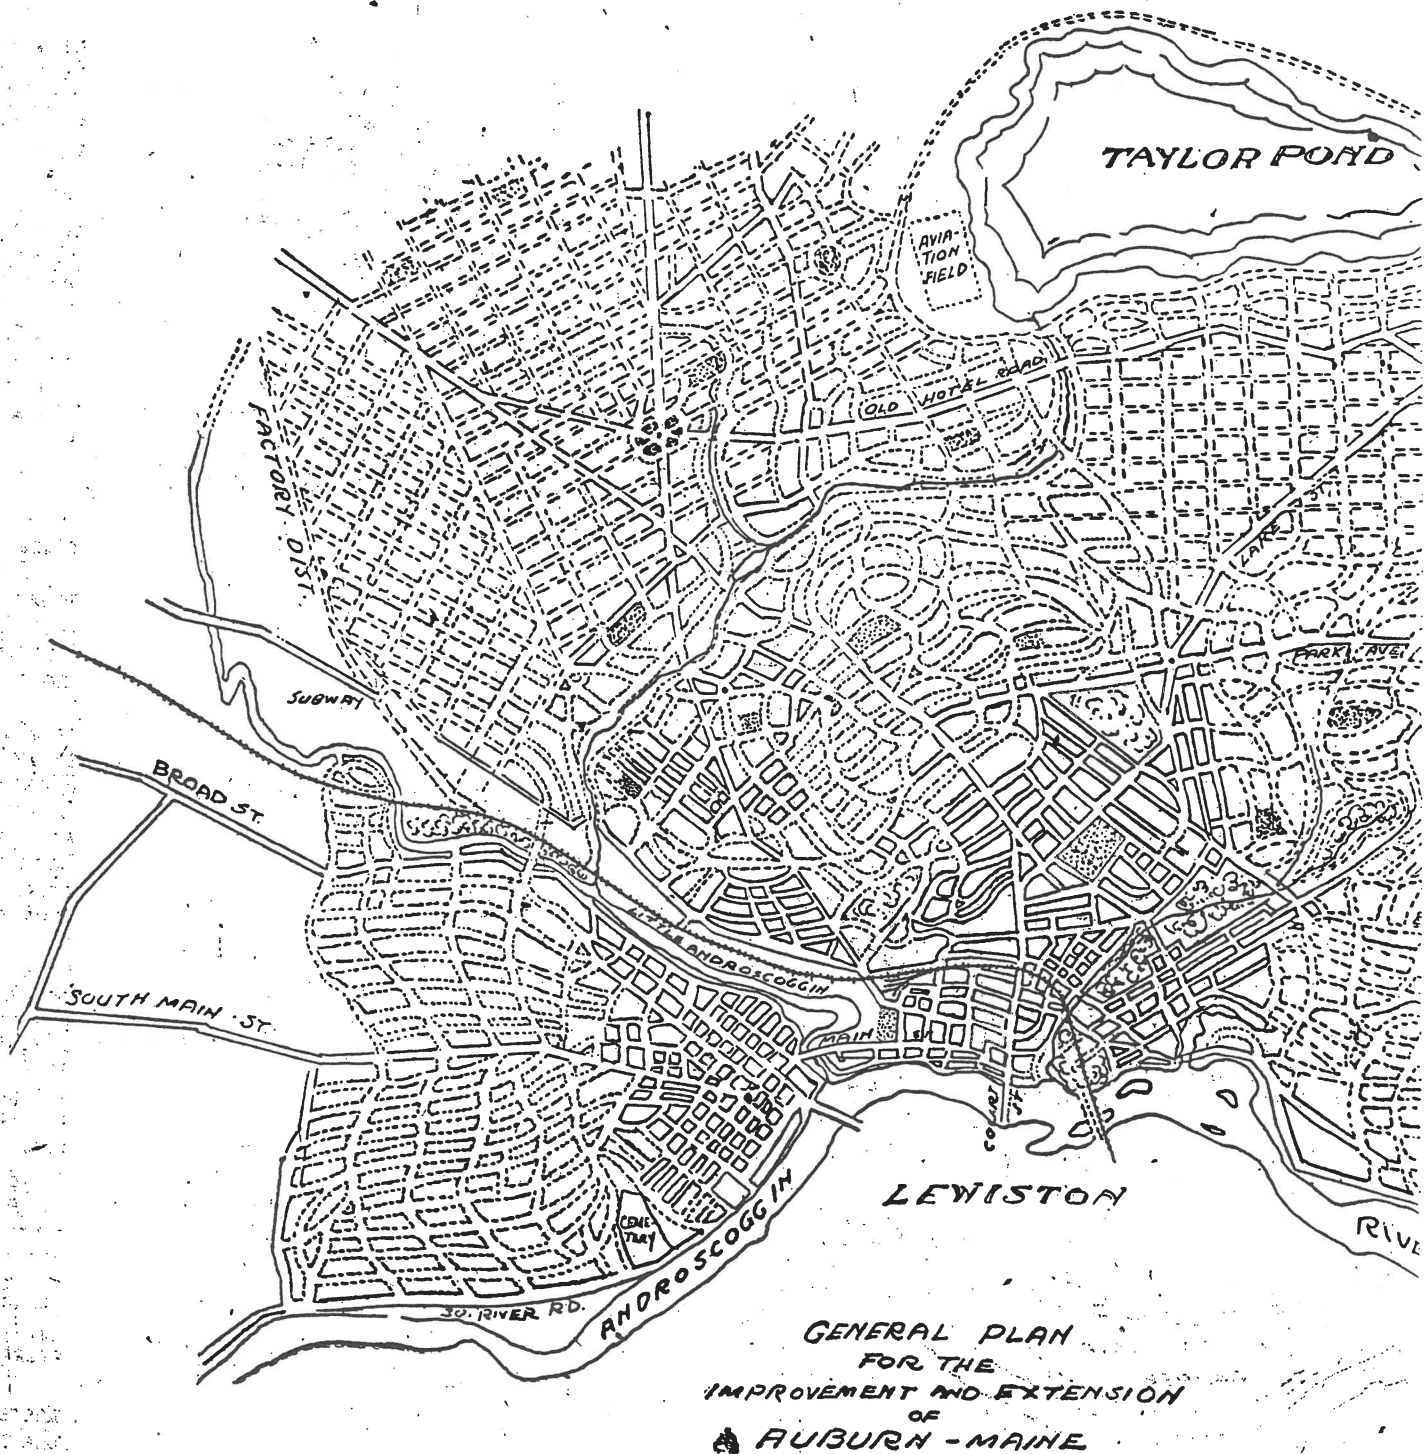 TAYLOR POND
AVIA-
TION
FIELD
OLD HOTEL ROAD
FACTORY. DIST.
LAKE ST
PARK AVE.
SUBWAY
BROAD ST.
LITTLE ANDROSCOGGIN
SOUTH MAIN ST.
MAIN ST.
COURT ST
CEME-
TERY
LEWISTON
ANDROSCOGGIN
RIVE
SO. RIVER RD.
GENERAL PLAN
FOR THE
IMPROVEMENT AND EXTENSION
OF
AUBURN - MAINE